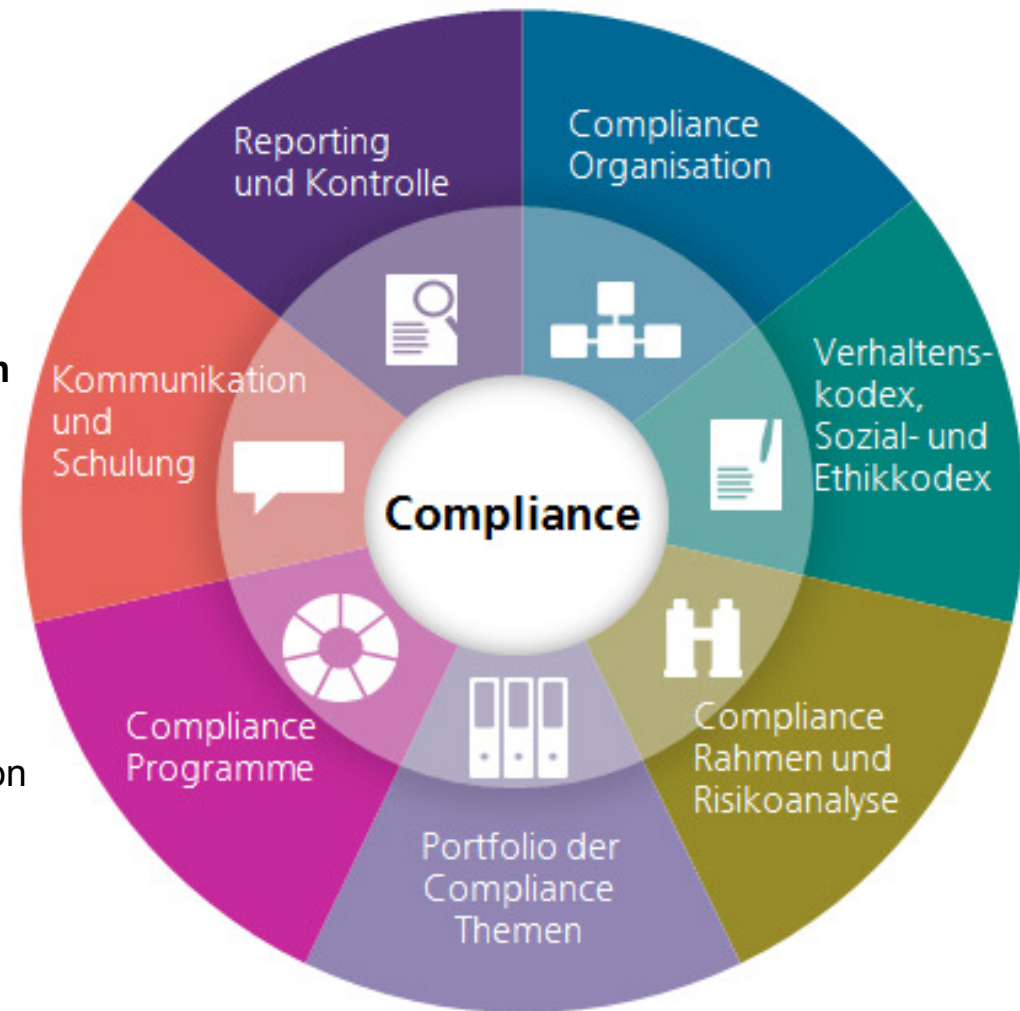 Reporting
und Kontrolle
Compliance
Organisation
Verhaltens-
kodex,
Sozial- und
Ethikkodex
Compliance
Rahmen und
Risikoanalyse
Portfolio der
Compliance
Themen
Compliance
Programme
Kommunikation
und
Schulung
Compliance